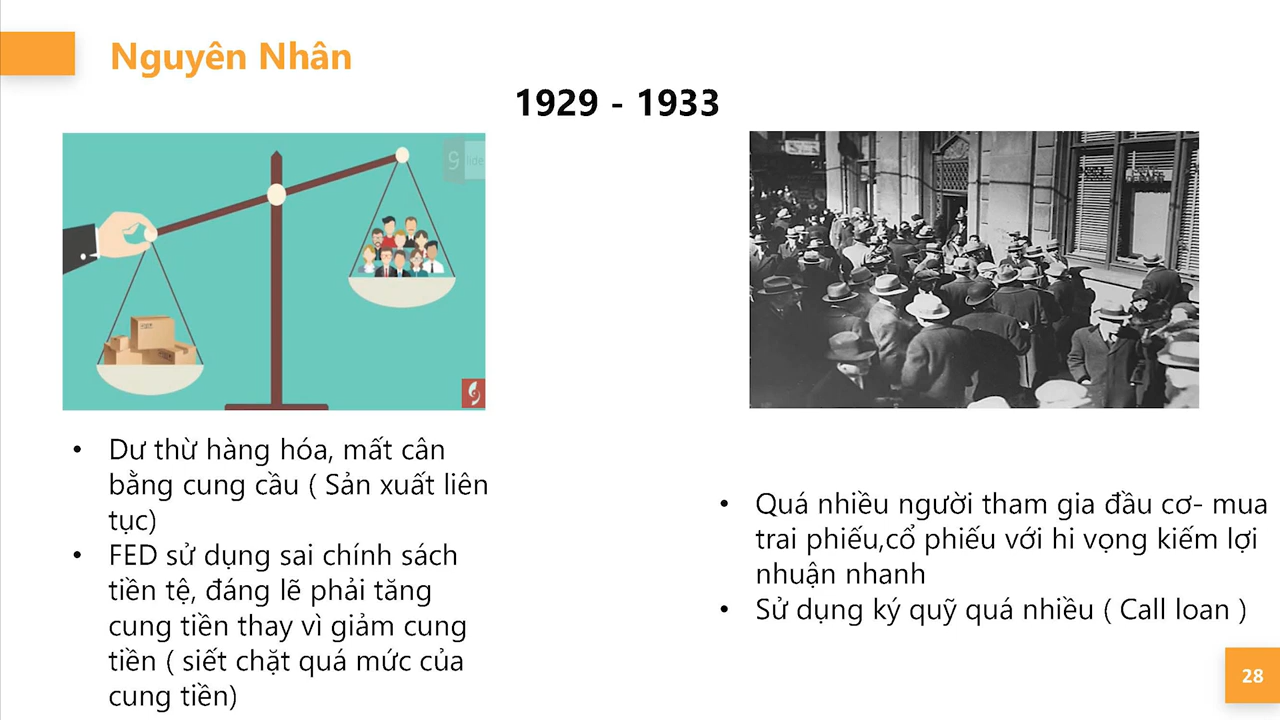 Nguyên Nhân
1929 - 1933
• Dư thừ hàng hóa, mất cân
bằng cung cầu ( Sản xuất liên
tục)
• FED sử dụng sai chính sách
tiền tệ, đáng lẽ phải tăng
cung tiền thay vì giảm cung
tiền ( siết chặt quá mức của
cung tiền)
• Quá nhiều người tham gia đầu cơ- mua
trai phiếu,cổ phiếu với hi vọng kiếm lợi
nhuận nhanh
• Sử dụng ký quỹ quá nhiều ( Call loan )
28